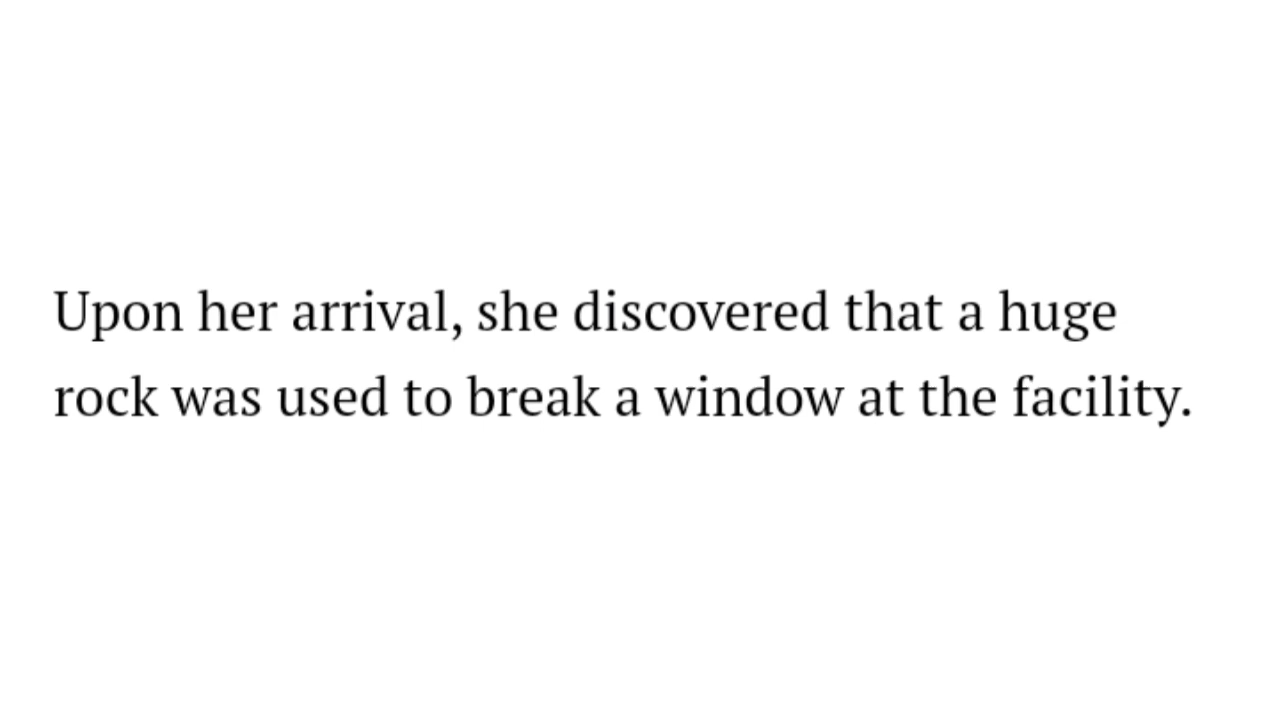 Upon her arrival, she discovered that a huge
rock was used to break a window at the facility.